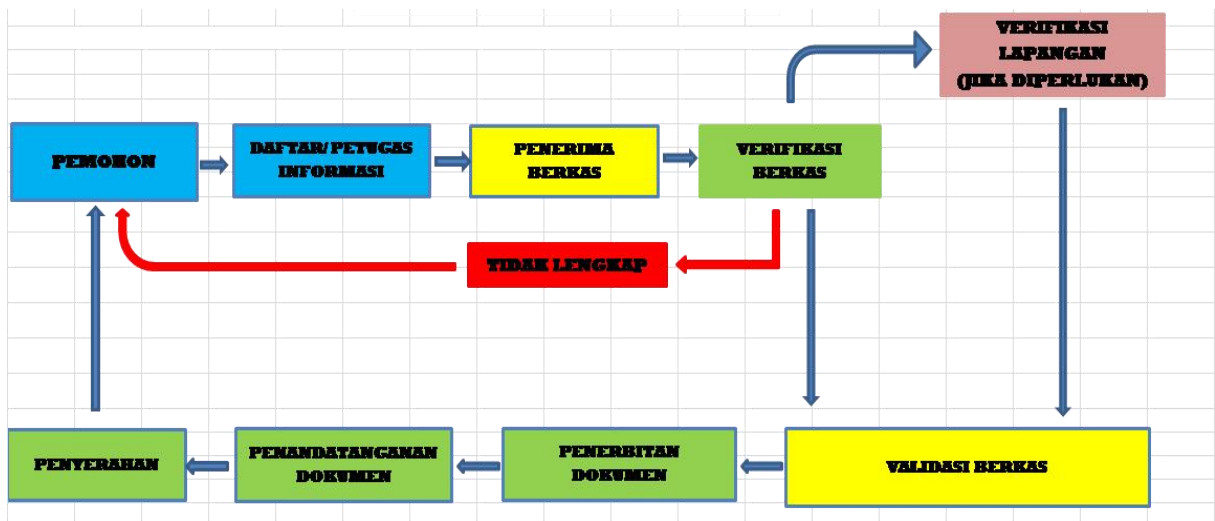 VERIFIKASI
LAPANGAN
(JIKA DIPERLUKAN)
PEMOHON
DAFTAR/PETUGAS
INFORMASI
PENERIMA
BERKAS
VERIFIKASI
BERKAS
TIDAK LENGKAP
PENYERAHAN
PENANDATANGANAN
DOKUMEN
PENERBITAN
DOKUMEN
VALIDASI BERKAS